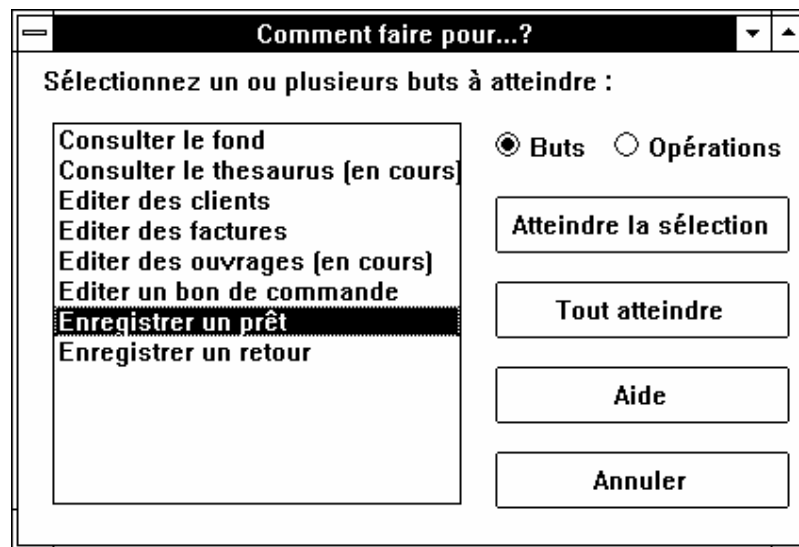 Comment faire pour...?
Sélectionnez un ou plusieurs buts à atteindre :
Consulter le fond
Consulter le thesaurus (en cours)
Editer des clients
Editer des factures
Editer des ouvrages (en cours)
Editer un bon de commande
Enregistrer un prêt
Enregistrer un retour
Buts
Opérations
Atteindre la sélection
Tout atteindre
Aide
Annuler